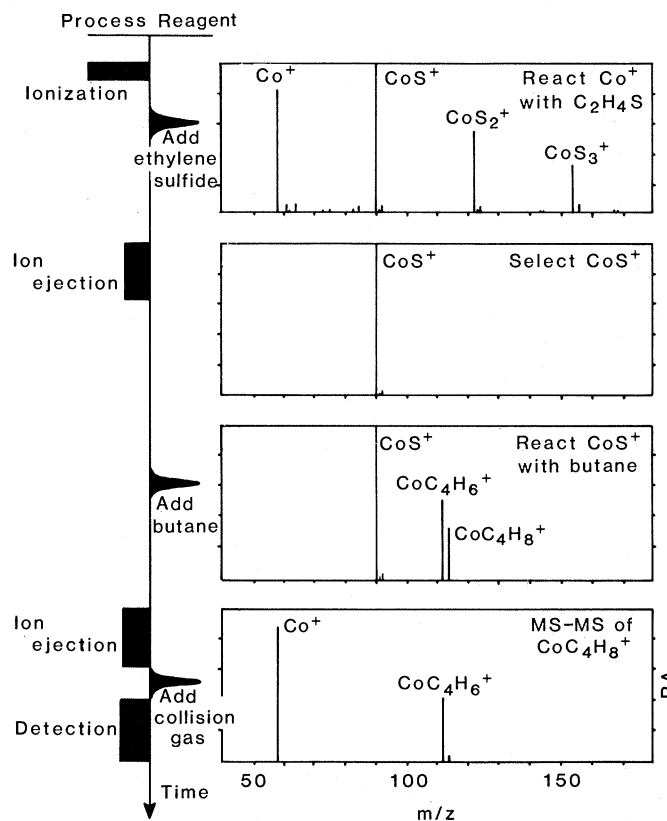 Process Reagent
Ionization
Add
ethylene
sulfide
Co⁺
CoS⁺
React Co⁺
with C₂H₄S
CoS₂⁺
CoS₃⁺
Ion
ejection
CoS⁺
Select CoS⁺
Add
butane
CoS⁺
React CoS⁺
with butane
CoC₄H₆⁺
CoC₄H₈⁺
Ion
ejection
Add
collision
gas
Detection
Time
Co⁺
MS-MS of
CoC₄H₈⁺
CoC₄H₆⁺
50 100 150
m/z